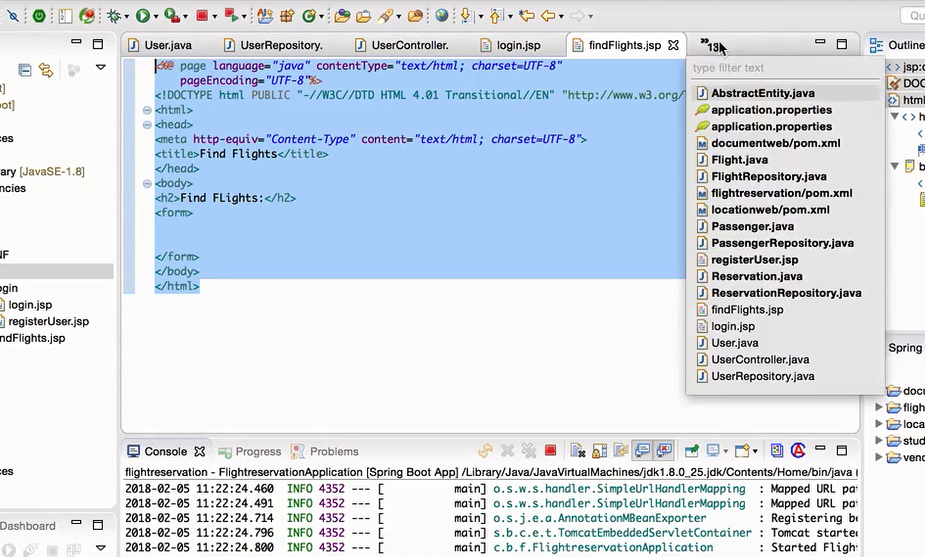 Qu
User.java
UserRepository.
UserController.
login.jsp
findFlights.jsp
"13
Outline
<%@ page language="java" contentType="text/html; charset=UTF-8"
pageEncoding="UTF-8"%>
<!DOCTYPE html PUBLIC "-//W3C//DTD HTML 4.01 Transitional//EN" "http://www.w3.org/T
<html>
<head>
<meta http-equiv="Content-Type" content="text/html; charset=UTF-8">
<title>Find Flights</title>
</head>
<body>
<h2>Find FLights:</h2>
<form>
</form>
</body>
</html>
type filter text
AbstractEntity.java
application.properties
application.properties
documentweb/pom.xml
Flight.java
FlightRepository.java
flightreservation/pom.xml
locationweb/pom.xml
Passenger.java
PassengerRepository.java
registerUser.jsp
Reservation.java
ReservationRepository.java
findFlights.jsp
login.jsp
User.java
UserController.java
UserRepository.java
jsp:c
DOC
html
h
b
rces
rary [JavaSE-1.8]
encies
NF
ogin
login.jsp
registerUser.jsp
indFlights.jsp
ces
Dashboard
Spring
docu
flight
loca
stud
vend
Console
Progress
Problems
flightreservation - FlightreservationApplication [Spring Boot App] /Library/Java/JavaVirtualMachines/jdk1.8.0_25.jdk/Contents/Home/bin/java (
2018-02-05 11:22:24.460 INFO 4352 --- [ main] o.s.w.s.handler.SimpleUrlHandlerMapping : Mapped URL pa
2018-02-05 11:22:24.491 INFO 4352 --- [ main] o.s.w.s.handler.SimpleUrlHandlerMapping : Mapped URL pat
2018-02-05 11:22:24.714 INFO 4352 --- [ main] o.s.j.e.a.AnnotationMBeanExporter : Registering be
2018-02-05 11:22:24.796 INFO 4352 --- [ main] s.b.c.e.t.TomcatEmbeddedServletContainer : Tomcat started
2018-02-05 11:22:24.800 INFO 4352 --- [ main] c.b.f.FlightreservationApplication : Started Flight